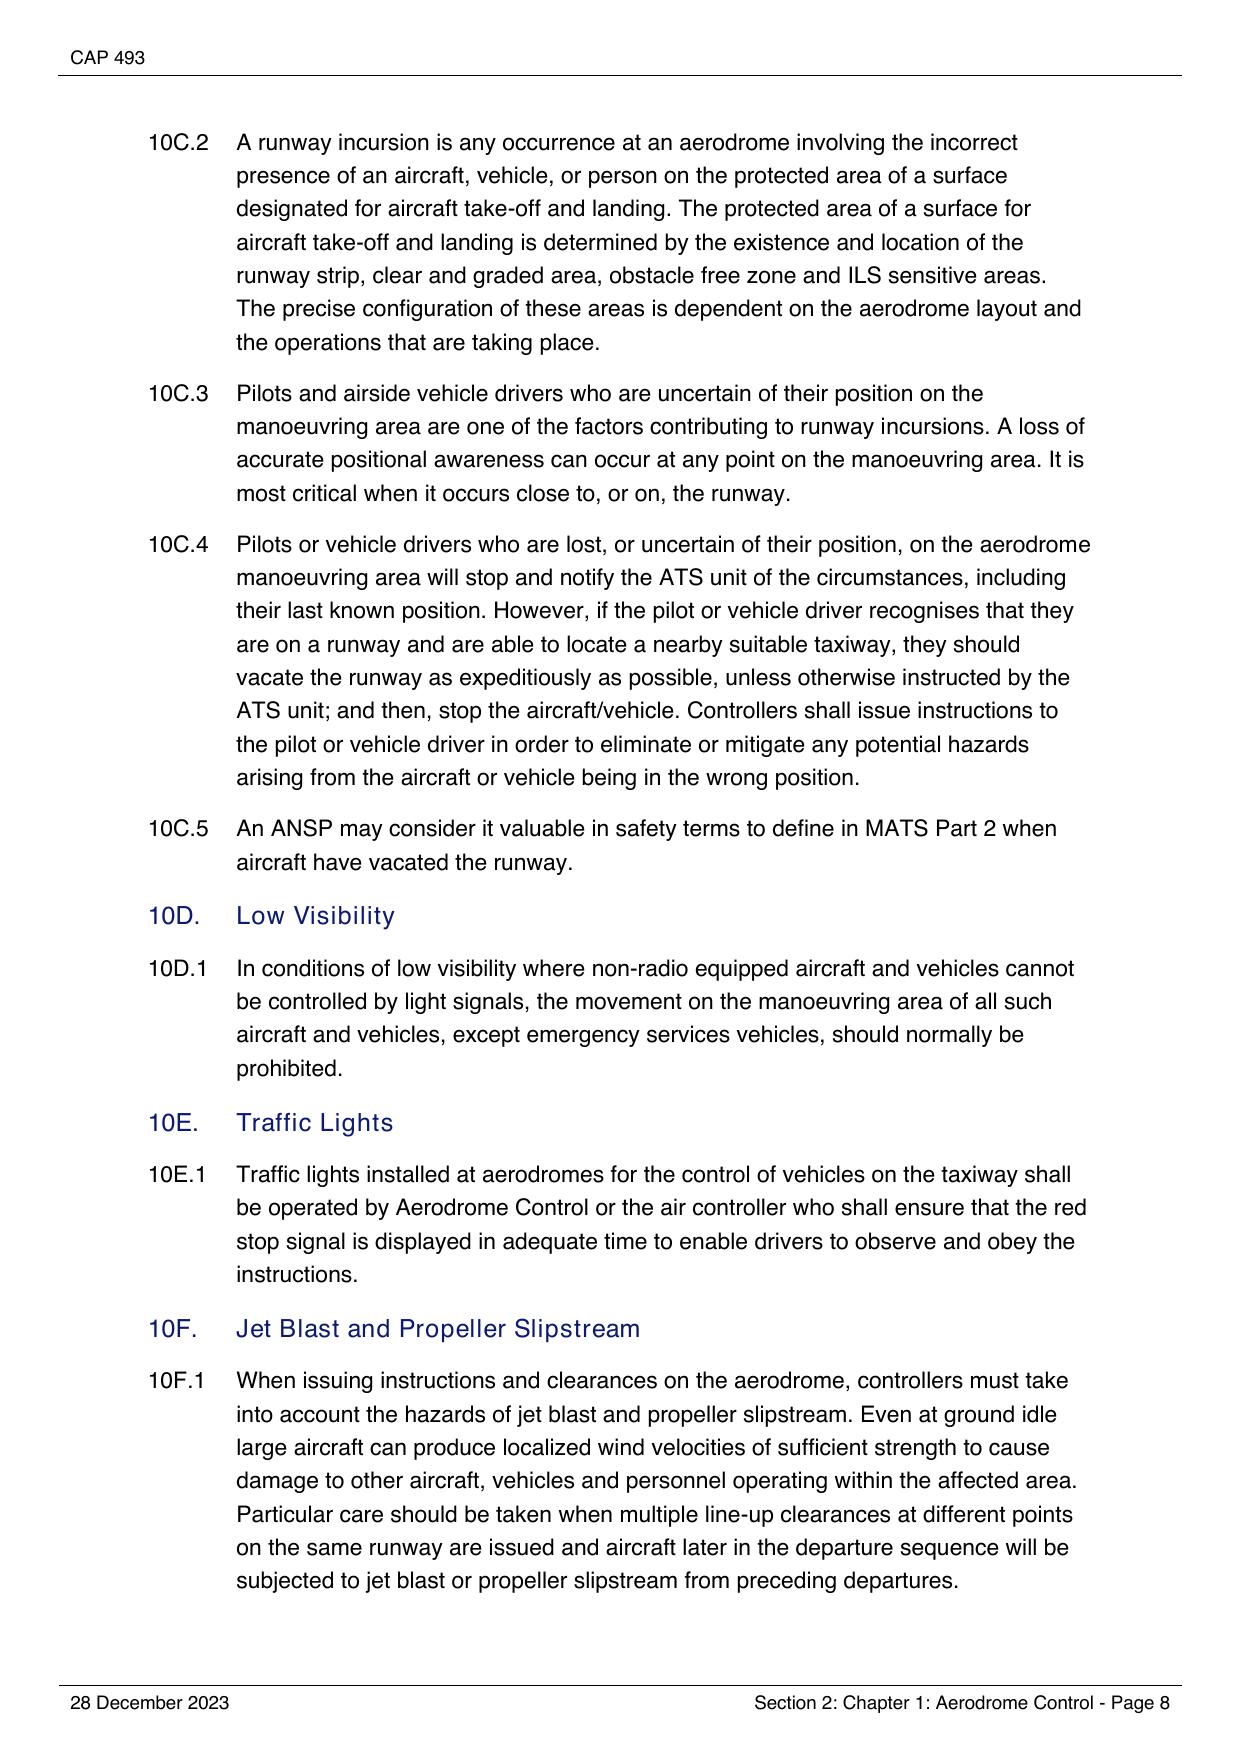 CAP 493
10C.2 A runway incursion is any occurrence at an aerodrome involving the incorrect
presence of an aircraft, vehicle, or person on the protected area of a surface
designated for aircraft take-off and landing. The protected area of a surface for
aircraft take-off and landing is determined by the existence and location of the
runway strip, clear and graded area, obstacle free zone and ILS sensitive areas.
The precise configuration of these areas is dependent on the aerodrome layout and
the operations that are taking place.
10C.3 Pilots and airside vehicle drivers who are uncertain of their position on the
manoeuvring area are one of the factors contributing to runway incursions. A loss of
accurate positional awareness can occur at any point on the manoeuvring area. It is
most critical when it occurs close to, or on, the runway.
10C.4 Pilots or vehicle drivers who are lost, or uncertain of their position, on the aerodrome
manoeuvring area will stop and notify the ATS unit of the circumstances, including
their last known position. However, if the pilot or vehicle driver recognises that they
are on a runway and are able to locate a nearby suitable taxiway, they should
vacate the runway as expeditiously as possible, unless otherwise instructed by the
ATS unit; and then, stop the aircraft/vehicle. Controllers shall issue instructions to
the pilot or vehicle driver in order to eliminate or mitigate any potential hazards
arising from the aircraft or vehicle being in the wrong position.
10C.5 An ANSP may consider it valuable in safety terms to define in MATS Part 2 when
aircraft have vacated the runway.
10D. Low Visibility
10D.1 In conditions of low visibility where non-radio equipped aircraft and vehicles cannot
be controlled by light signals, the movement on the manoeuvring area of all such
aircraft and vehicles, except emergency services vehicles, should normally be
prohibited.
10E. Traffic Lights
10E.1 Traffic lights installed at aerodromes for the control of vehicles on the taxiway shall
be operated by Aerodrome Control or the air controller who shall ensure that the red
stop signal is displayed in adequate time to enable drivers to observe and obey the
instructions.
10F. Jet Blast and Propeller Slipstream
10F.1 When issuing instructions and clearances on the aerodrome, controllers must take
into account the hazards of jet blast and propeller slipstream. Even at ground idle
large aircraft can produce localized wind velocities of sufficient strength to cause
damage to other aircraft, vehicles and personnel operating within the affected area.
Particular care should be taken when multiple line-up clearances at different points
on the same runway are issued and aircraft later in the departure sequence will be
subjected to jet blast or propeller slipstream from preceding departures.
28 December 2023 Section 2: Chapter 1: Aerodrome Control - Page 8